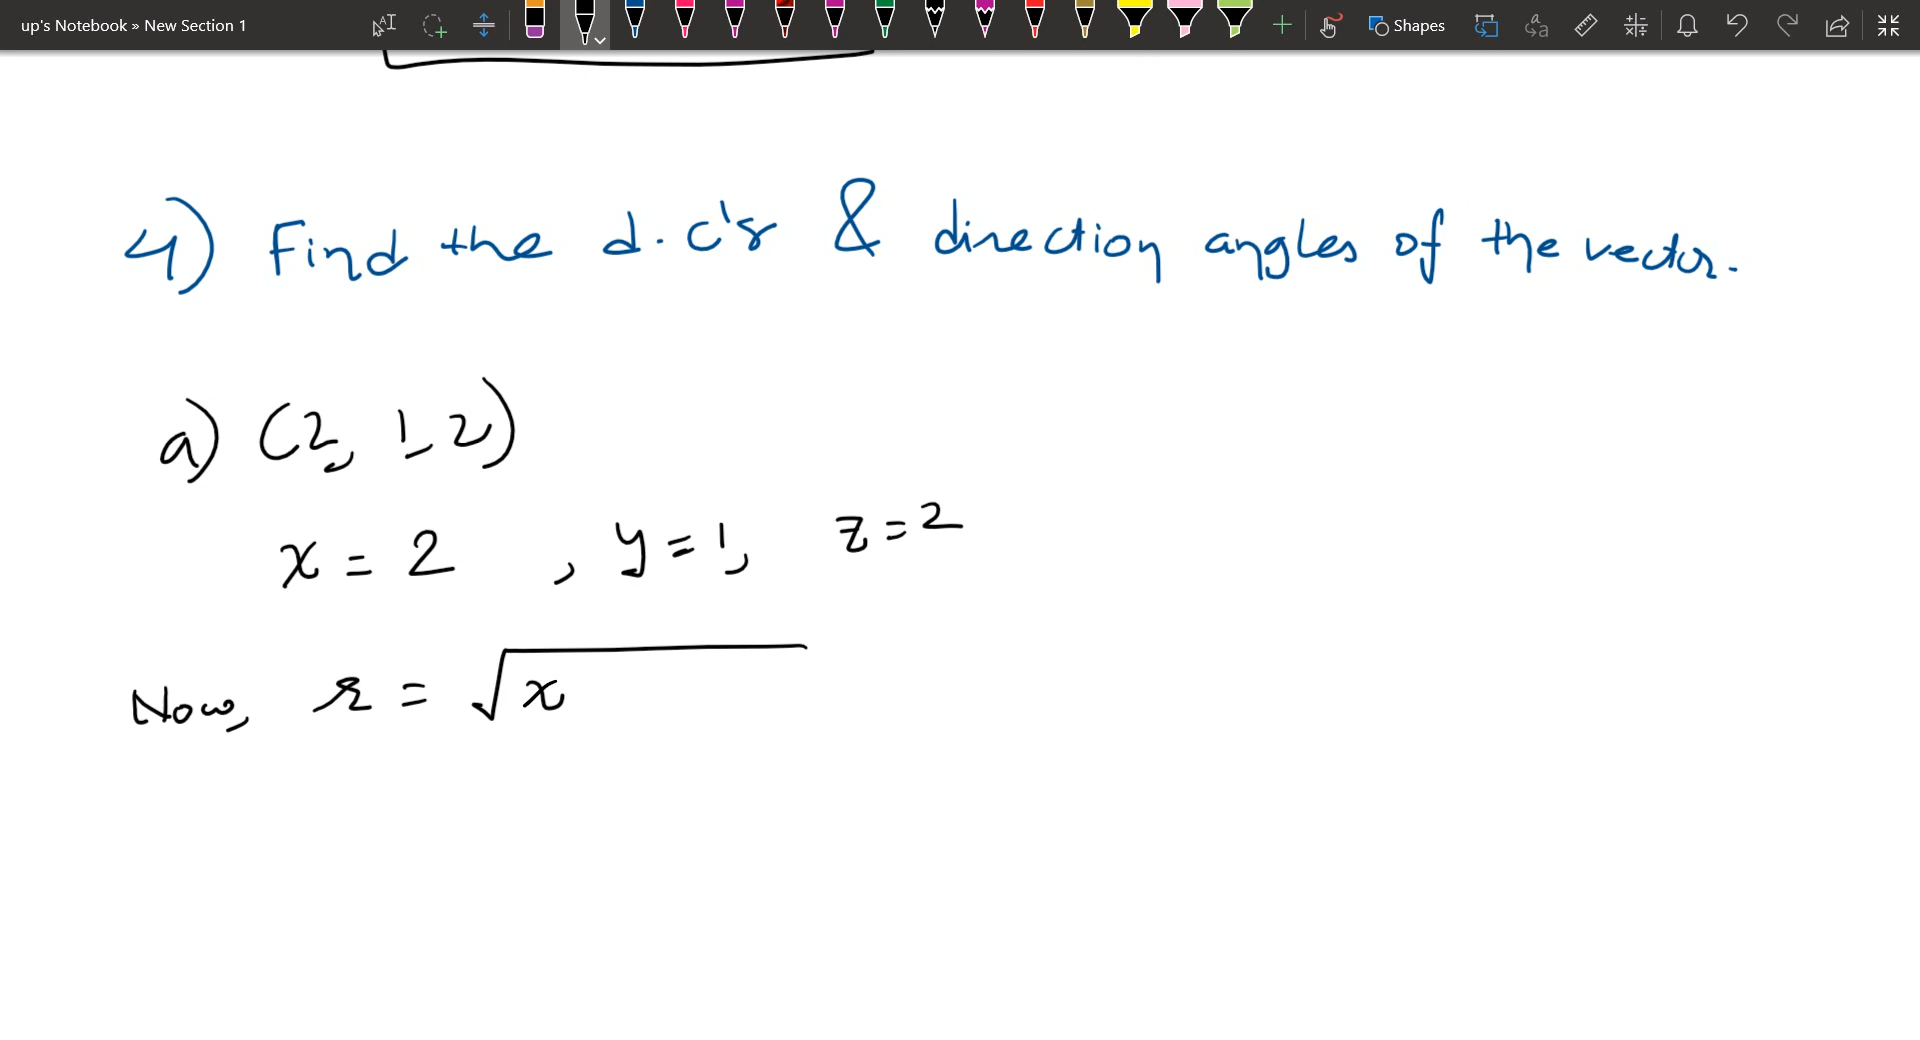 up's Notebook » New Section 1 Shapes
4) Find the d.c's & direction angles of the vector.
a) (2, 1, 2)
x = 2 , y = 1, z = 2
Now, r = √x